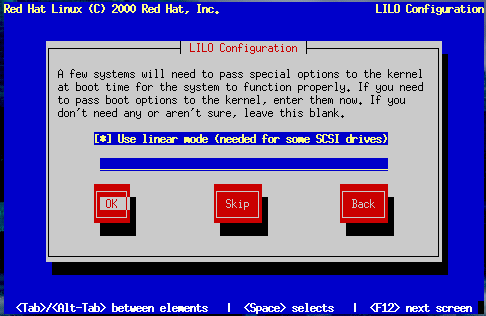 Red Hat Linux (C) 2000 Red Hat, Inc. LILO Configuration
LILO Configuration
A few systems will need to pass special options to the kernel
at boot time for the system to function properly. If you need
to pass boot options to the kernel, enter them now. If you
don't need any or aren't sure, leave this blank.
[*] Use linear mode (needed for some SCSI drives)
OK Skip Back
<Tab>/<Alt-Tab> between elements | <Space> selects | <F12> next screen